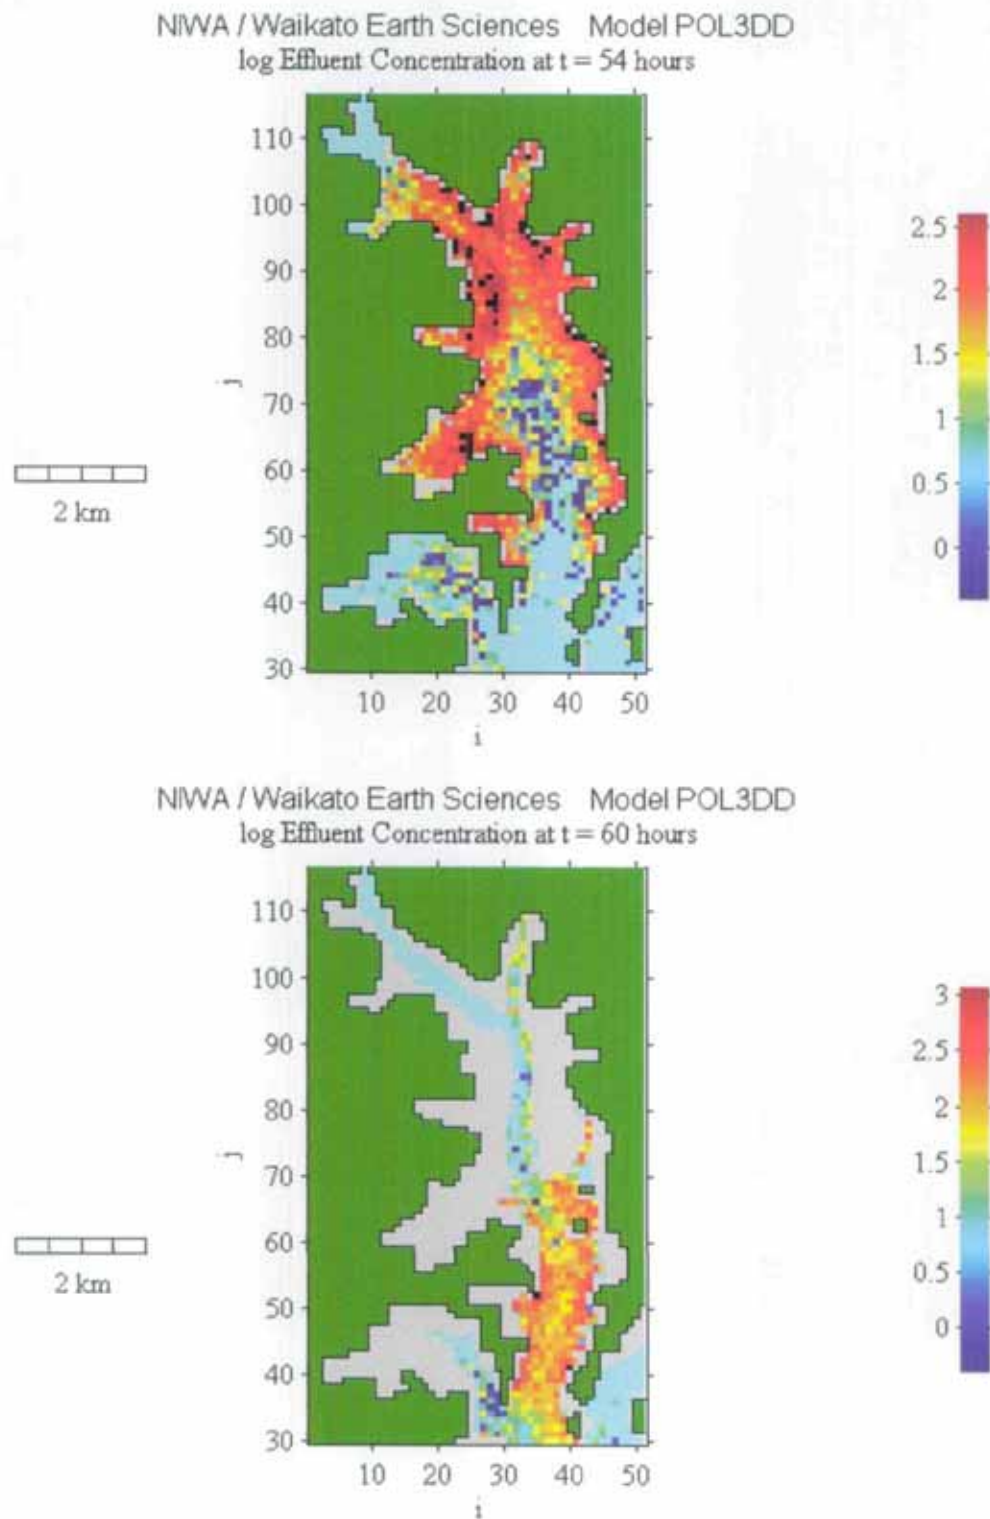 NIWA / Waikato Earth Sciences Model POL3DD
log Effluent Concentration at t = 54 hours
110
100
90
80
70
60
50
40
30
j
10 20 30 40 50
i
2 km
2.5
2
1.5
1
0.5
0
NIWA / Waikato Earth Sciences Model POL3DD
log Effluent Concentration at t = 60 hours
110
100
90
80
70
60
50
40
30
j
10 20 30 40 50
i
2 km
3
2.5
2
1.5
1
0.5
0